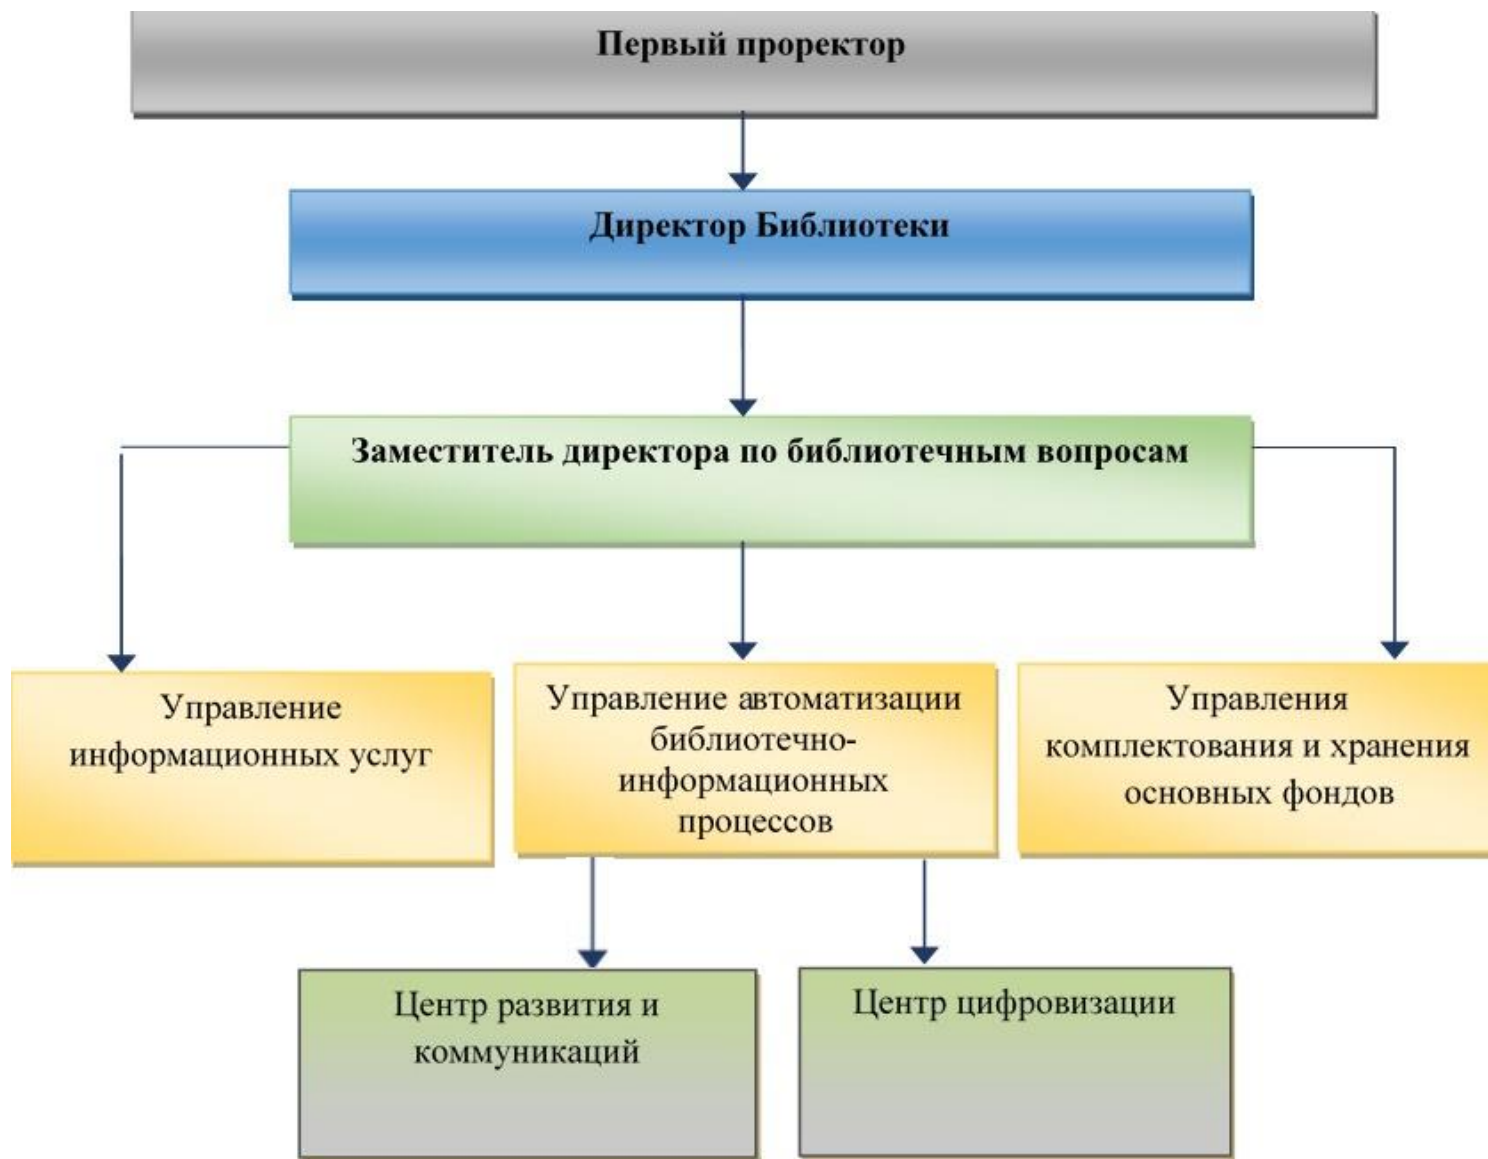 Первый проректор
Директор Библиотеки
Заместитель директора по библиотечным вопросам
Управление
информационных услуг
Управление автоматизации
библиотечно-
информационных
процессов
Управления
комплектования и хранения
основных фондов
Центр развития и
коммуникаций
Центр цифровизации